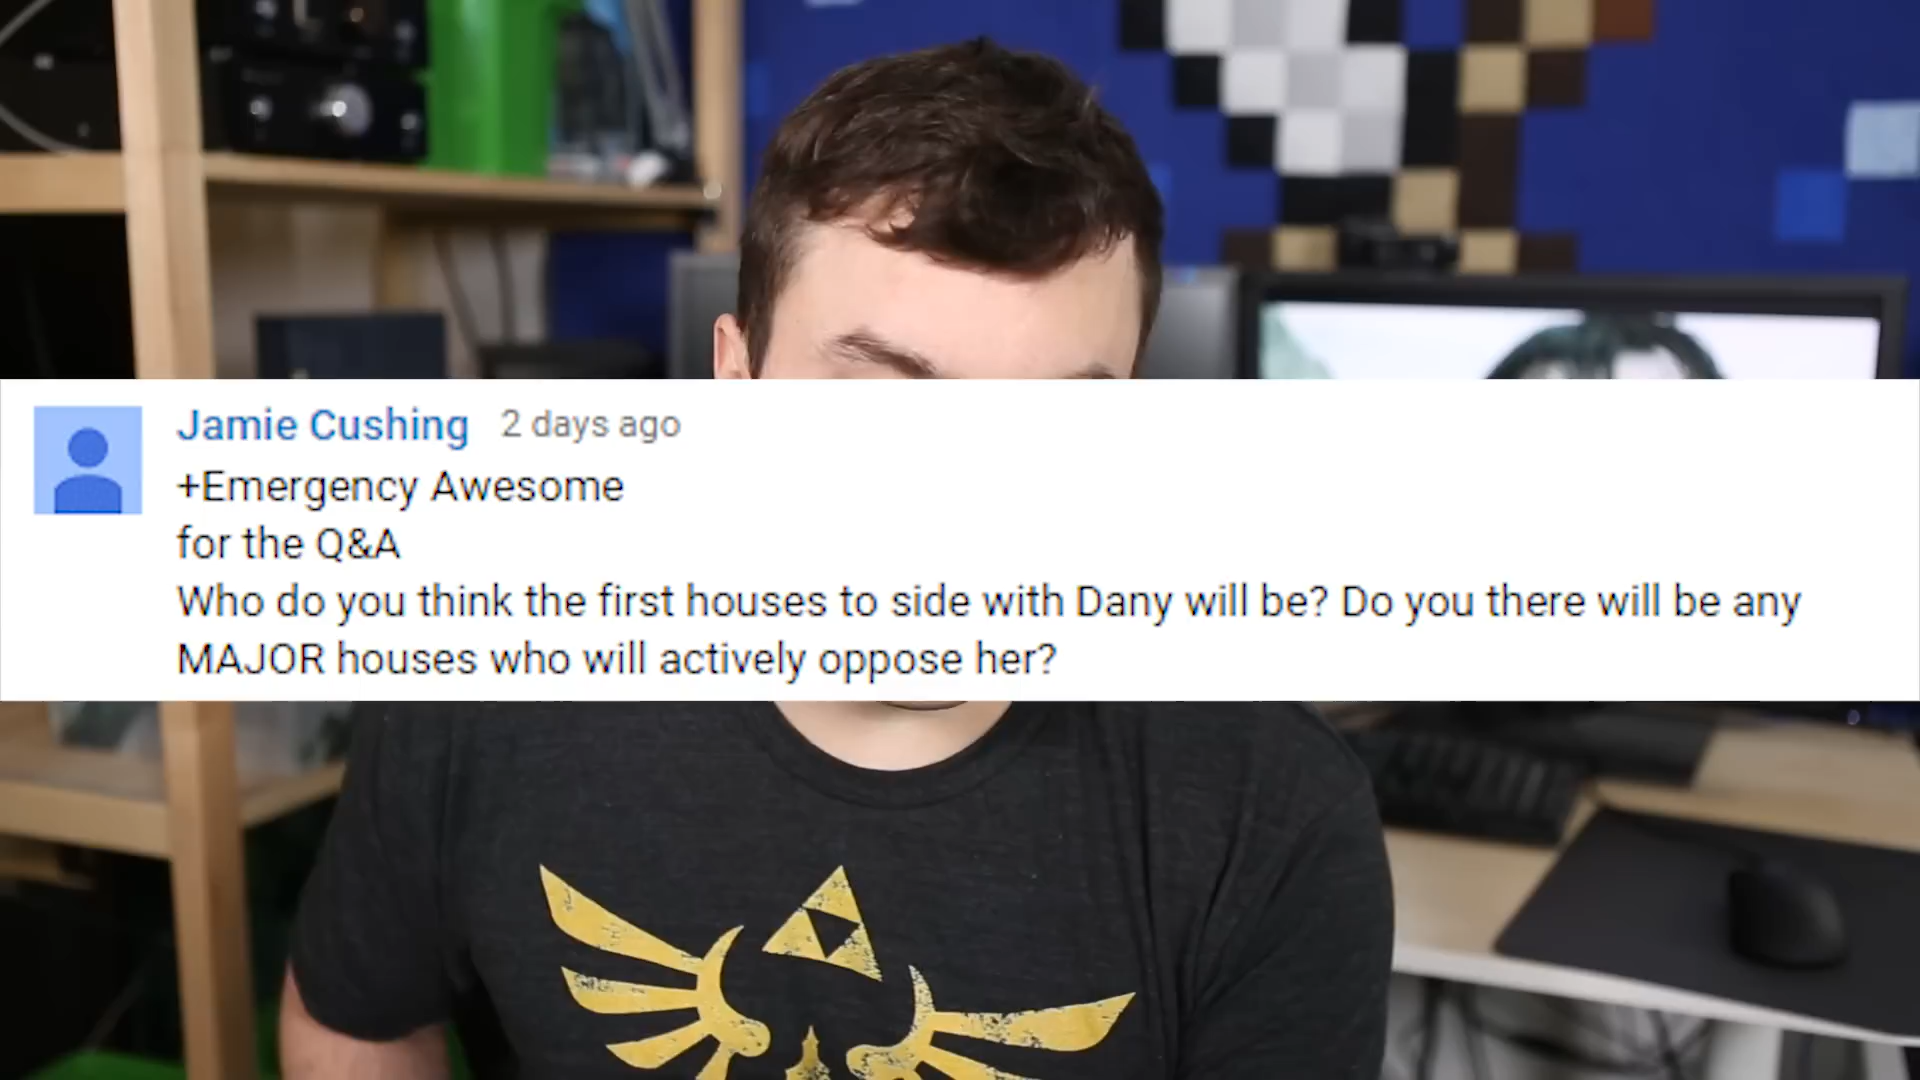 Jamie Cushing 2 days ago
+Emergency Awesome
for the Q&A
Who do you think the first houses to side with Dany will be? Do you there will be any
MAJOR houses who will actively oppose her?